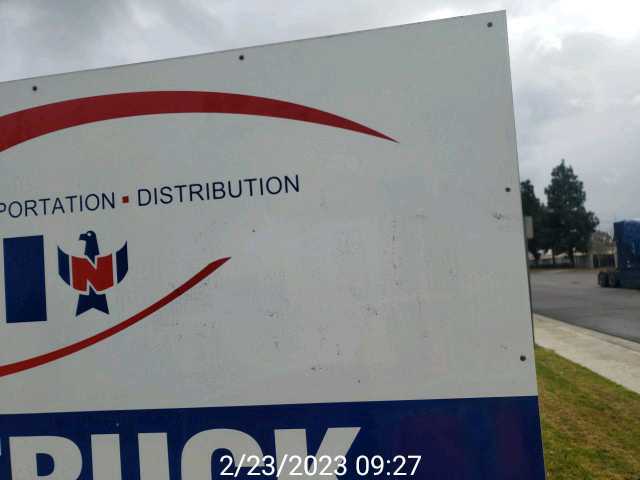 PORTATION ▪ DISTRIBUTION
I N
TRUCK
2/23/2023 09:27